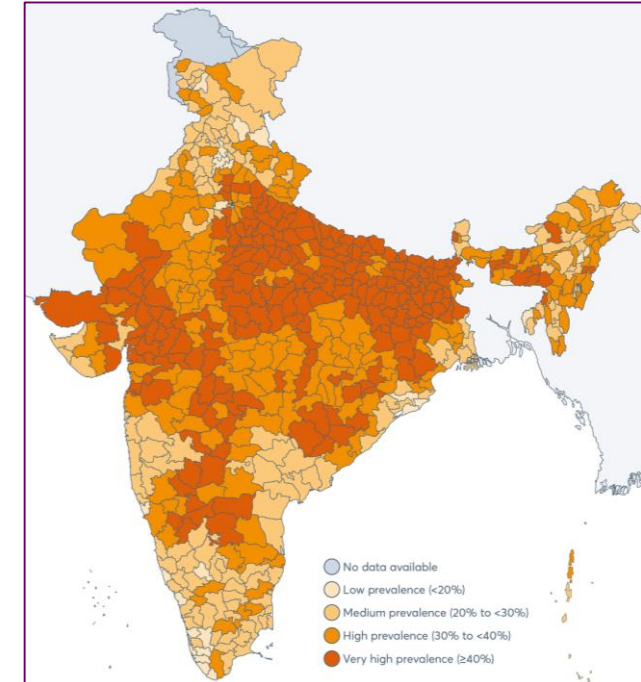 No data available
Low prevalence (<20%)
Medium prevalence (20% to <30%)
High prevalence (30% to <40%)
Very high prevalence (≥40%)